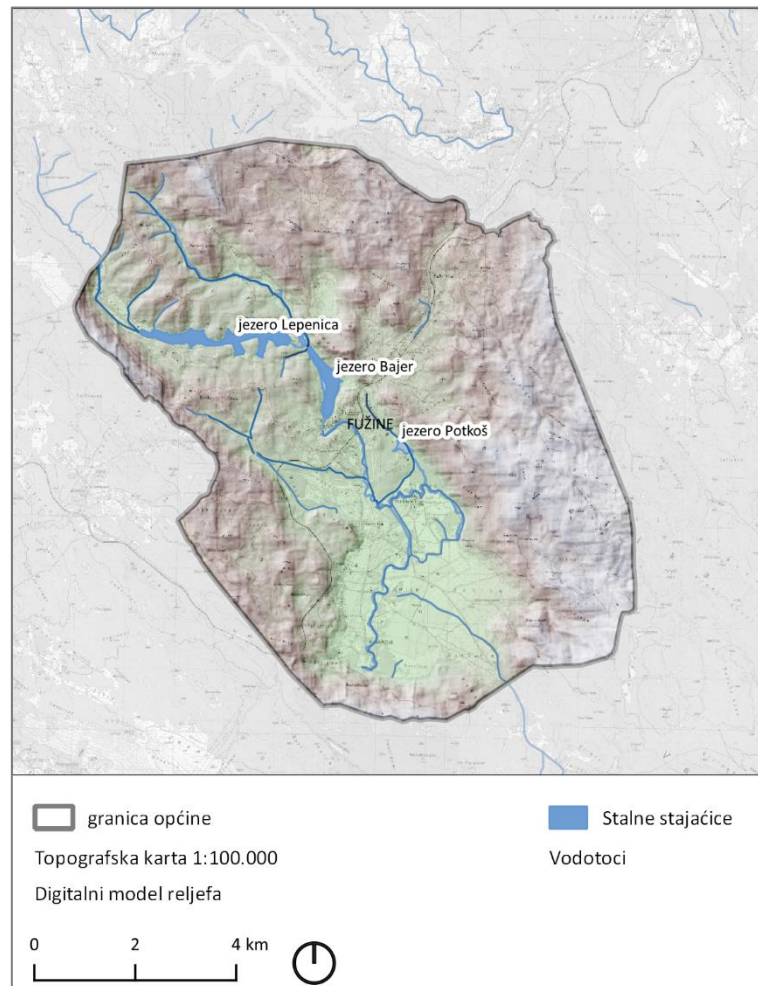 jezero Lepenica
jezero Bajer
FUŽINE
jezero Potkoš
granica općine
Stalne stajaćice
Topografska karta 1:100.000
Vodotoci
Digitalni model reljefa
0 2 4 km